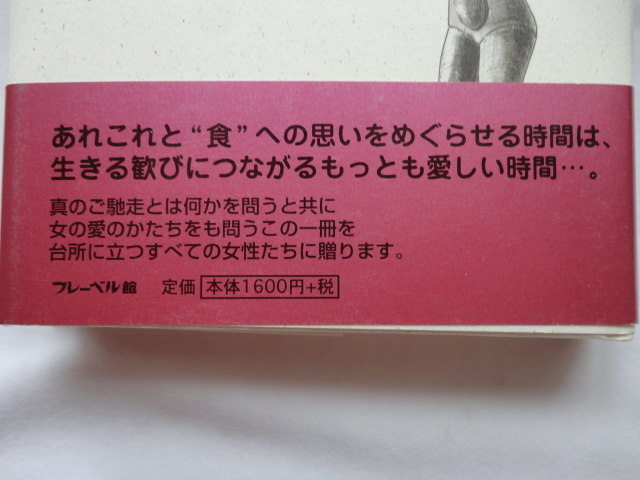 あれこれと“食”への思いをめぐらせる時間は、
生きる歓びにつながるもっとも愛しい時間…。
真のご馳走とは何かを問うと共に
女の愛のかたちをも問うこの一冊を
台所に立つすべての女性たちに贈ります。
フレーベル館 定価 本体1600円+税